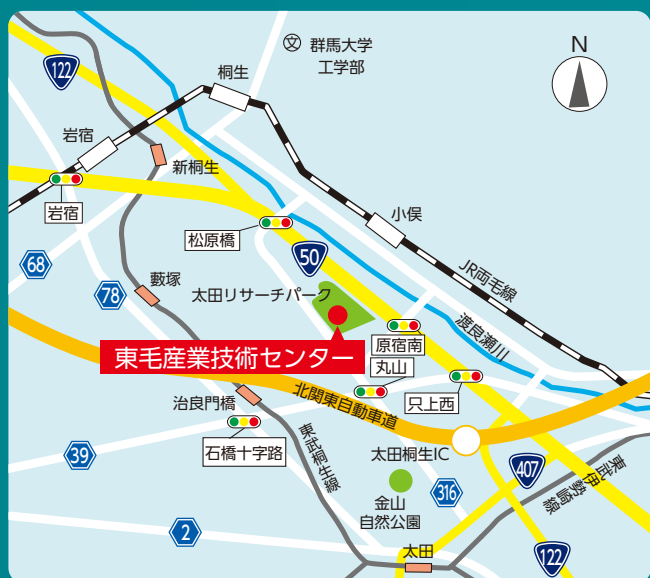 群馬大学
工学部
N
122
桐生
岩宿
新桐生
岩宿
松原橋
小俣
50
68
78
藪塚
太田リサーチパーク
JR両毛線
渡良瀬川
原宿南
東毛産業技術センター
丸山
只上西
北関東自動車道
治良門橋
石橋十字路
東武桐生線
39
太田桐生IC
316
407
東武伊勢崎線
金山
自然公園
2
太田
122